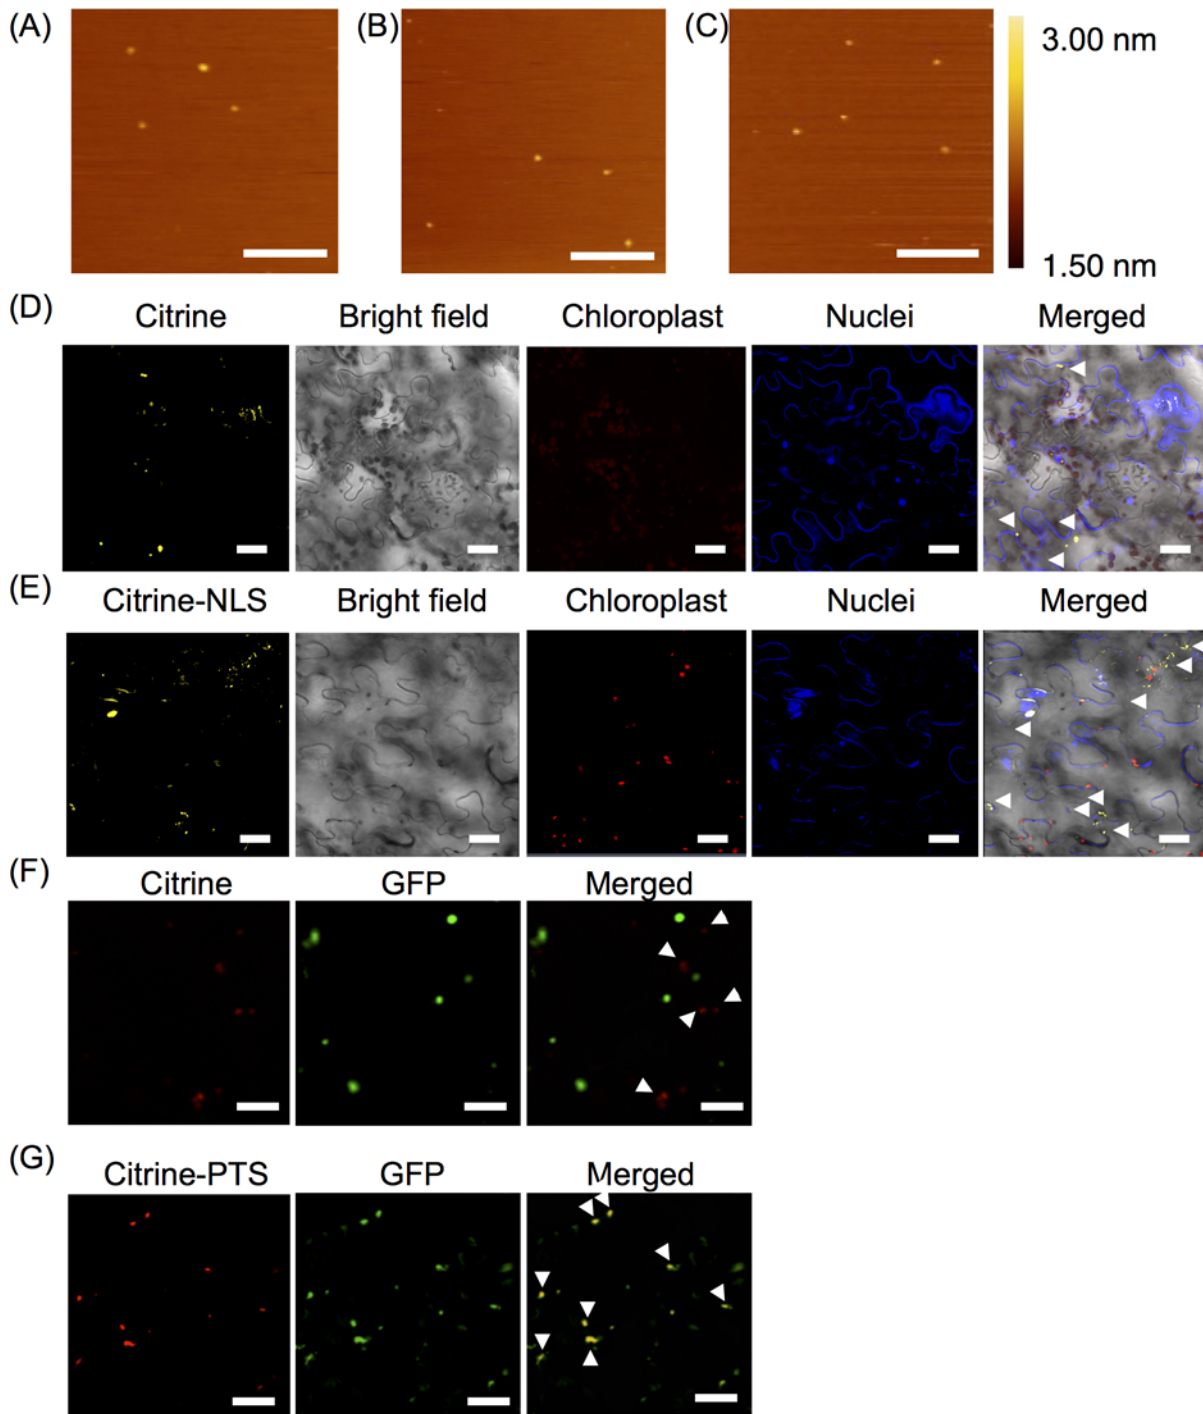 (A)
(B)
(C)
3.00 nm
1.50 nm
(D)
Citrine Bright field Chloroplast Nuclei Merged
(E)
Citrine-NLS Bright field Chloroplast Nuclei Merged
(F)
Citrine GFP Merged
(G)
Citrine-PTS GFP Merged